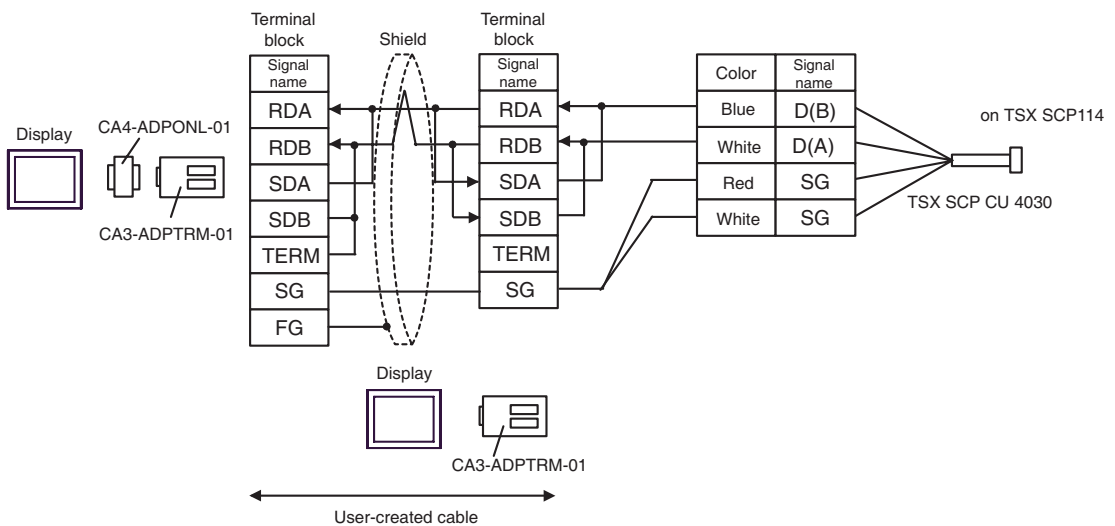 Terminal
block
Shield
Terminal
block
Signal
name
RDA
RDB
SDA
SDB
TERM
SG
FG
Signal
name
RDA
RDB
SDA
SDB
TERM
SG
Color
Signal
name
Blue
D(B)
White
D(A)
Red
SG
White
SG
on TSX SCP114
TSX SCP CU 4030
Display
CA4-ADPONL-01
CA3-ADPTRM-01
Display
CA3-ADPTRM-01
User-created cable